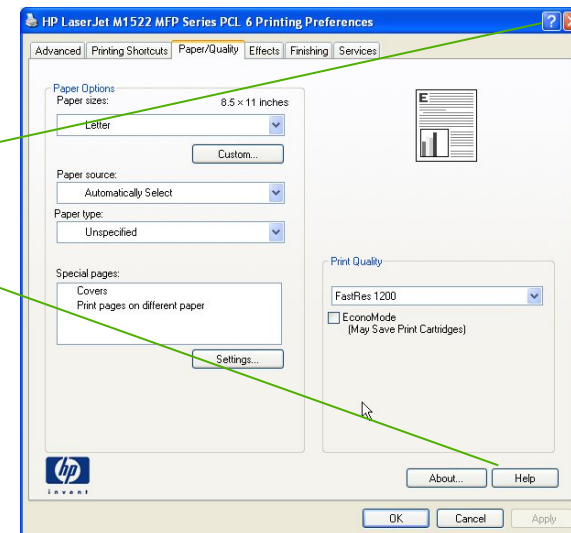 HP LaserJet M1522 MFP Series PCL 6 Printing Preferences
?
Advanced Printing Shortcuts Paper/Quality Effects Finishing Services
Paper Options
Paper sizes: 8.5 × 11 inches
Letter
Custom...
Paper source:
Automatically Select
Paper type:
Unspecified
Special pages:
Covers
Print pages on different paper
Settings...
E
Print Quality
FastRes 1200
EconoMode
(May Save Print Cartridges)
hp
invent
About... Help
OK Cancel Apply